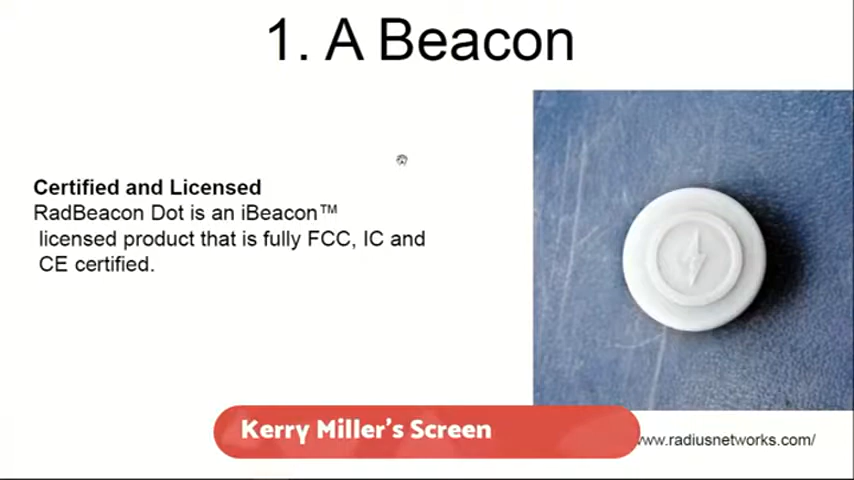 1. A Beacon
Certified and Licensed
RadBeacon Dot is an iBeacon™
licensed product that is fully FCC, IC and
CE certified.
Kerry Miller's Screen
www.radiusnetworks.com/